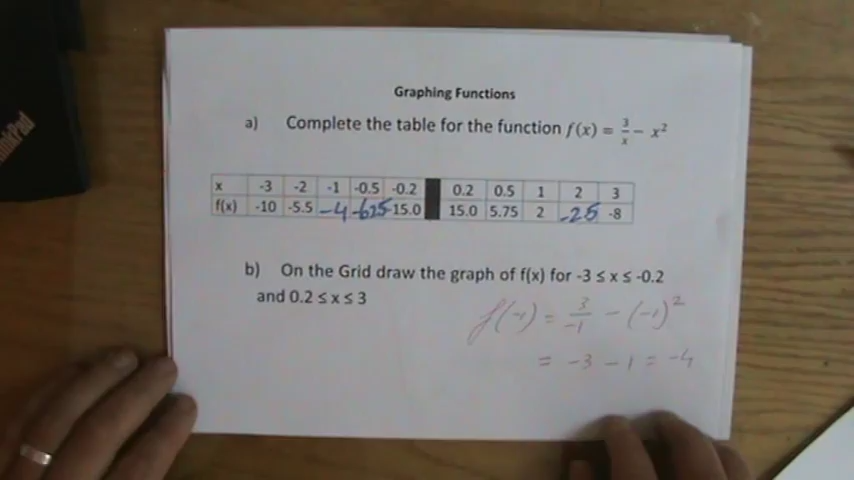 Graphing Functions
a) Complete the table for the function f(x) = 3/x − x²
x -3 -2 -1 -0.5 -0.2 0.2 0.5 1 2 3
f(x) -10 -5.5 -4 -6.25 15.0 15.0 5.75 2 -2.5 -8
b) On the Grid draw the graph of f(x) for -3 ≤ x ≤ -0.2
and 0.2 ≤ x ≤ 3
f(-1) = 3/-1 - (-1)²
= -3 - 1 = -4